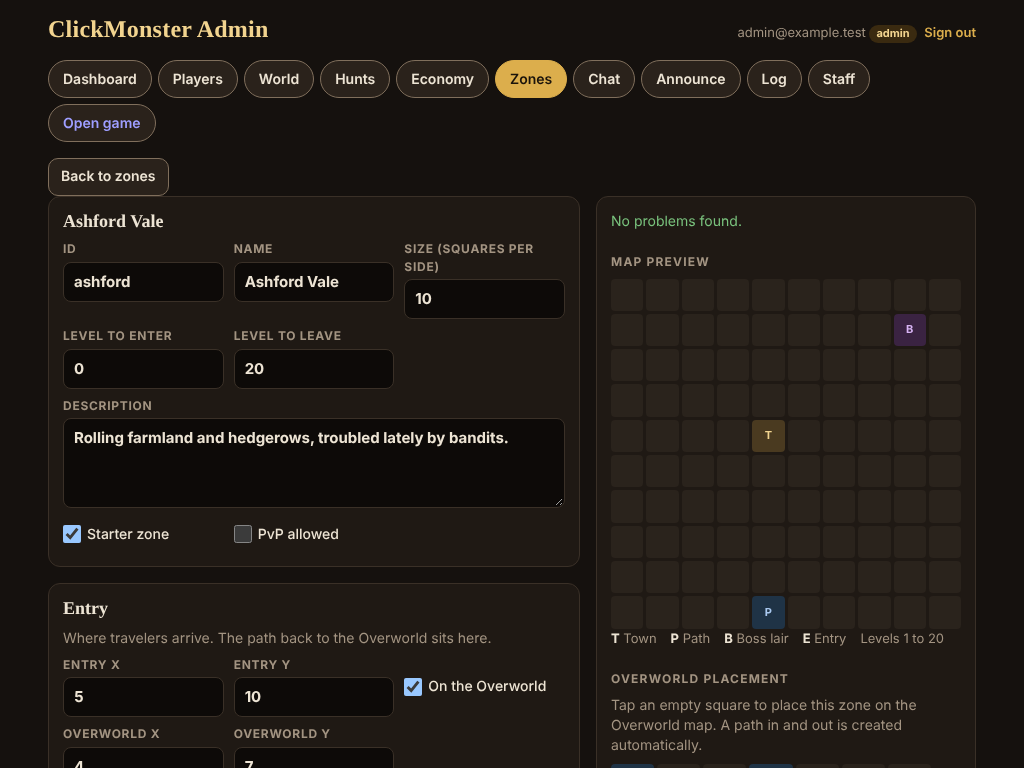 ClickMonster Admin
admin@example.test admin Sign out
Dashboard Players World Hunts Economy Zones Chat Announce Log Staff
Open game
Back to zones
Ashford Vale
ID
ashford
NAME
Ashford Vale
SIZE (SQUARES PER
SIDE)
10
LEVEL TO ENTER
0
LEVEL TO LEAVE
20
DESCRIPTION
Rolling farmland and hedgerows, troubled lately by bandits.
Starter zone
PvP allowed
Entry
Where travelers arrive. The path back to the Overworld sits here.
ENTRY X
5
ENTRY Y
10
On the Overworld
OVERWORLD X
4
OVERWORLD Y
7
No problems found.
MAP PREVIEW
B
T
P
T Town P Path B Boss lair E Entry Levels 1 to 20
OVERWORLD PLACEMENT
Tap an empty square to place this zone on the
Overworld map. A path in and out is created
automatically.